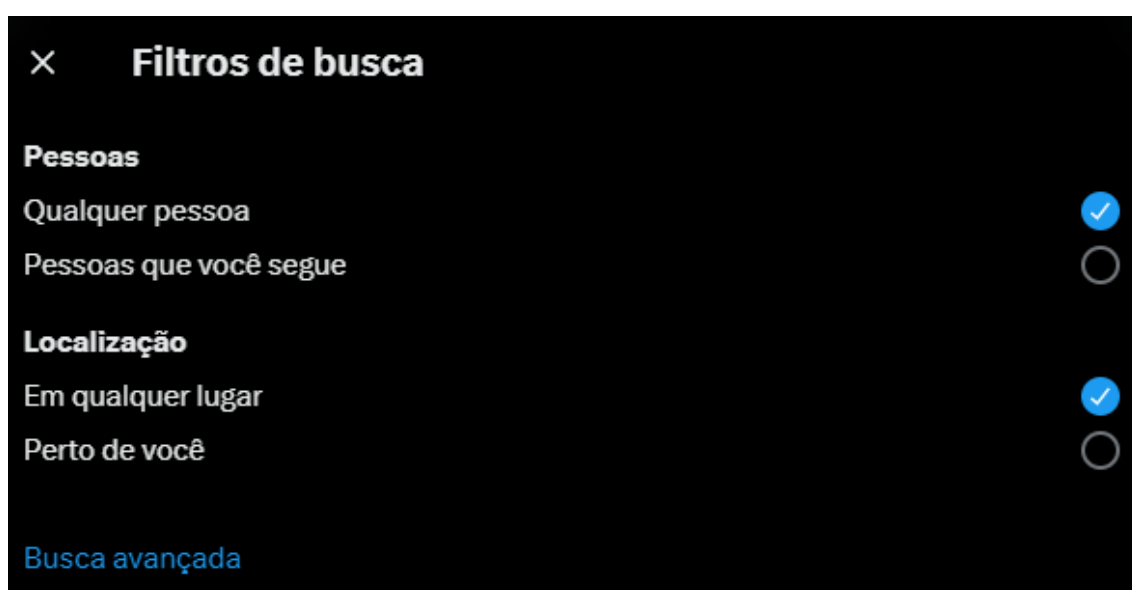 Filtros de busca
Pessoas
Qualquer pessoa
Pessoas que você segue
Localização
Em qualquer lugar
Perto de você
Busca avançada